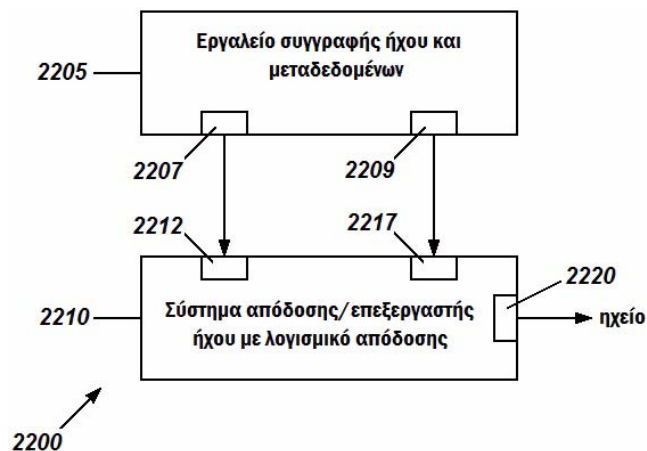 Εργαλείο συγγραφής ήχου και
μεταδεδομένων
2205
2207
2209
2212
2217
2220
2210
Σύστημα απόδοσης/επεξεργαστής
ήχου με λογισμικό απόδοσης
ηχείο
2200